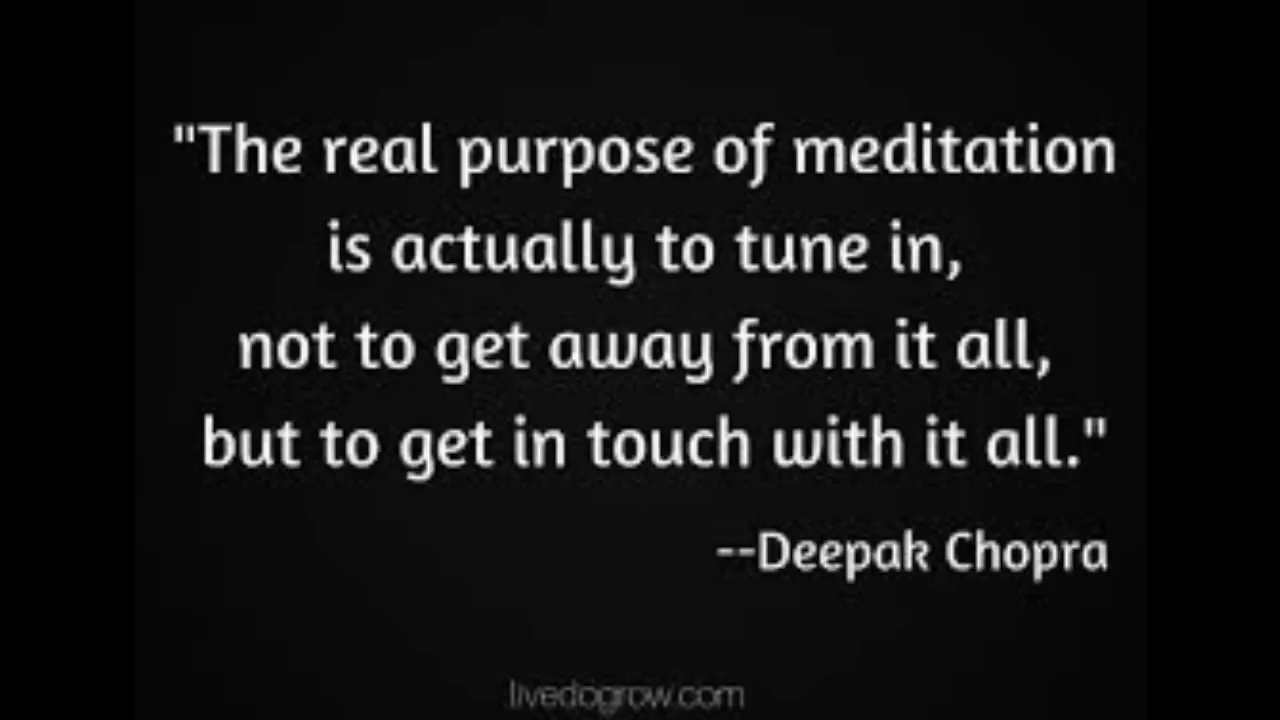 "The real purpose of meditation
is actually to tune in,
not to get away from it all,
but to get in touch with it all."
--Deepak Chopra
livedogrow.com